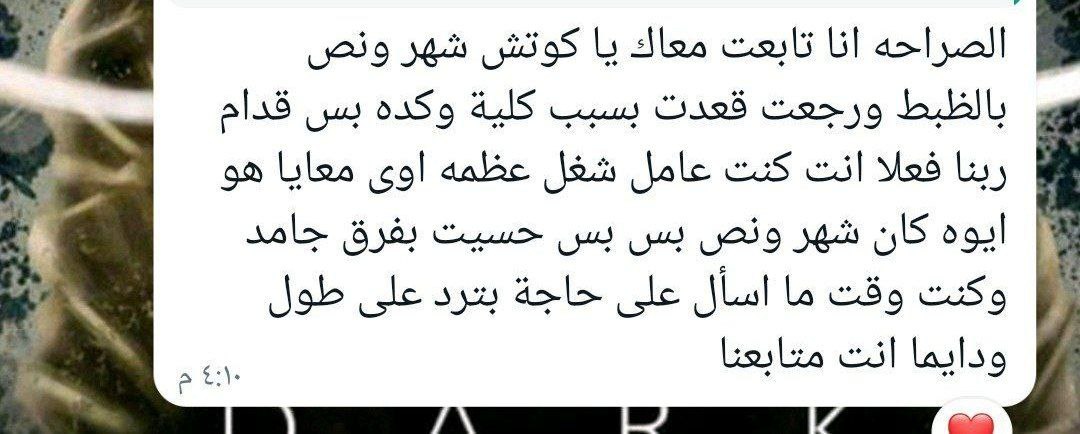 الصراحه انا تابعت معاك يا كوتش شهر ونص
بالظبط ورجعت قعدت بسبب كلية وكده بس قدام
ربنا فعلا انت كنت عامل شغل عظمه اوى معايا هو
ايوه كان شهر ونص بس بس حسيت بفرق جامد
وكنت وقت ما اسأل على حاجة بترد على طول
ودايما انت متابعنا
٤:١٠ م
D A R K